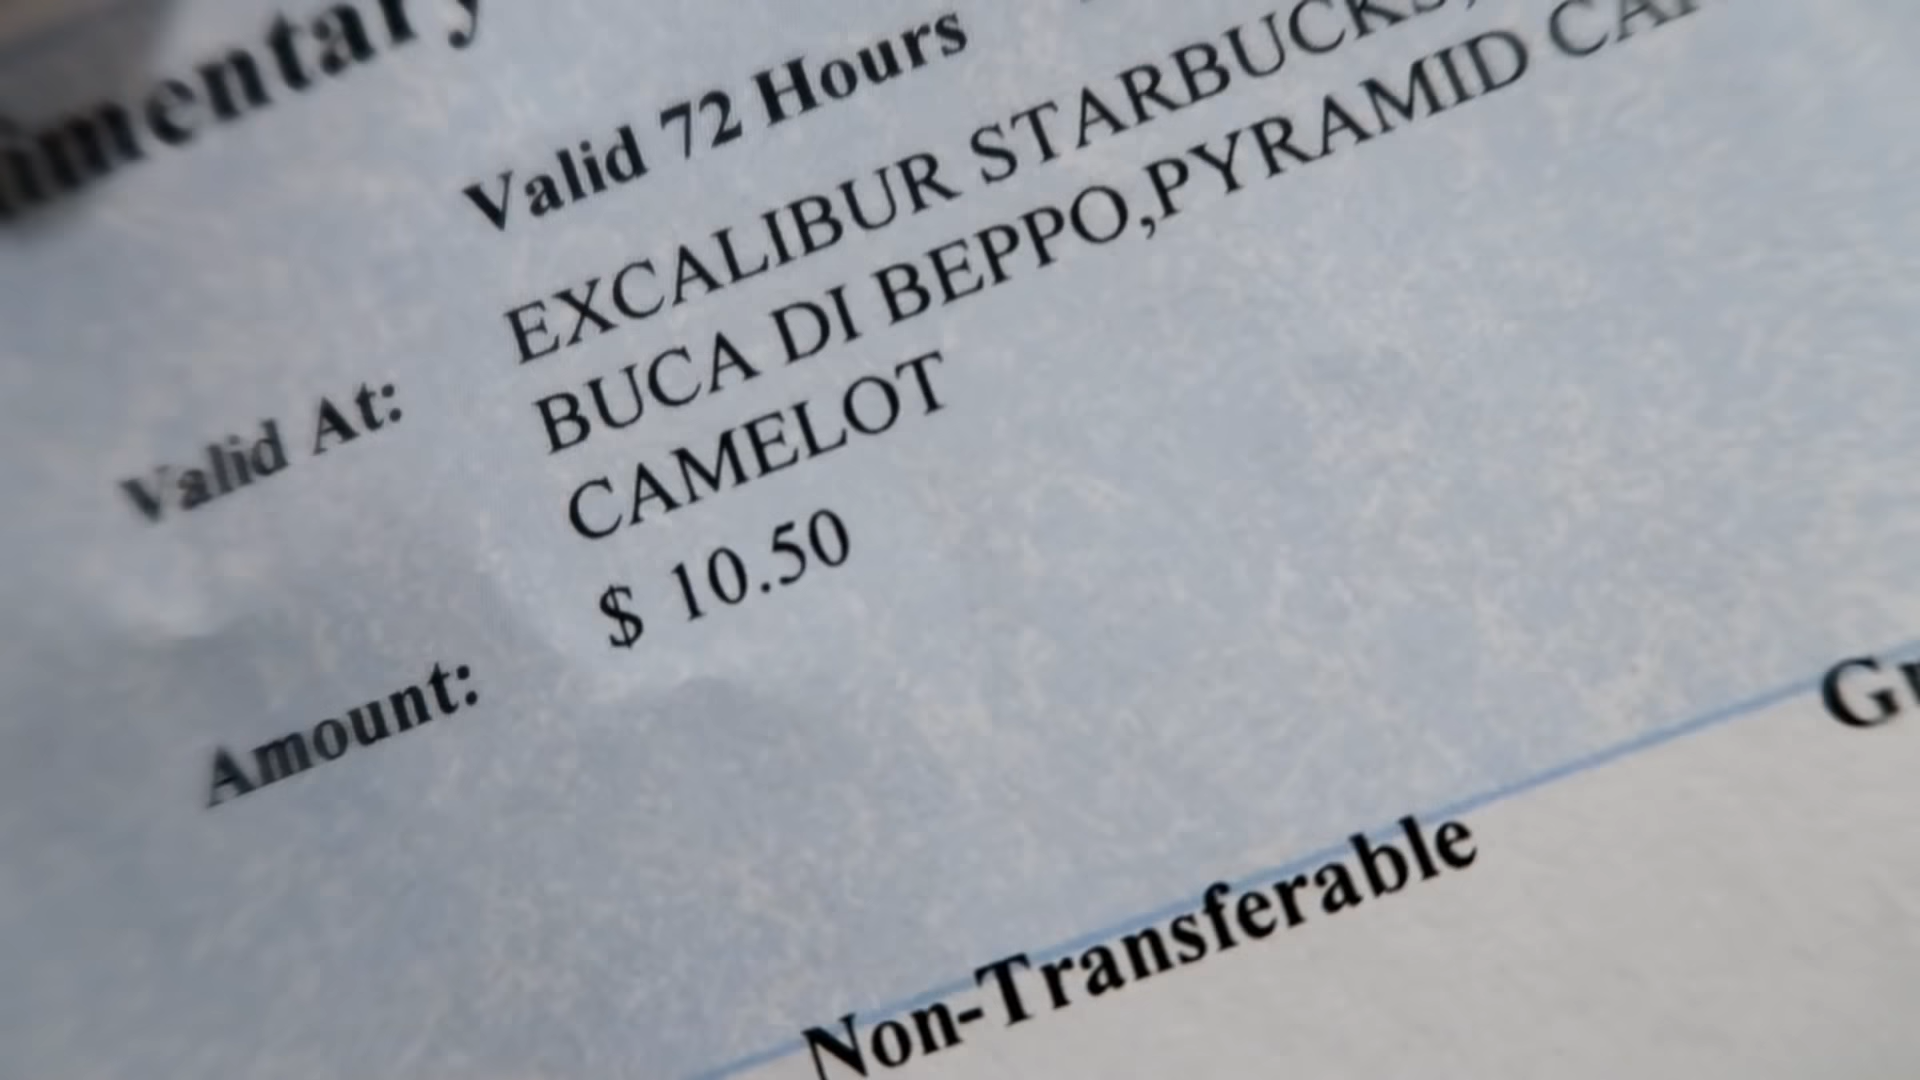 Valid 72 Hours
Valid At: EXCALIBUR STARBUCKS,
BUCA DI BEPPO,PYRAMID
CAMELOT
Amount: $ 10.50
Non-Transferable